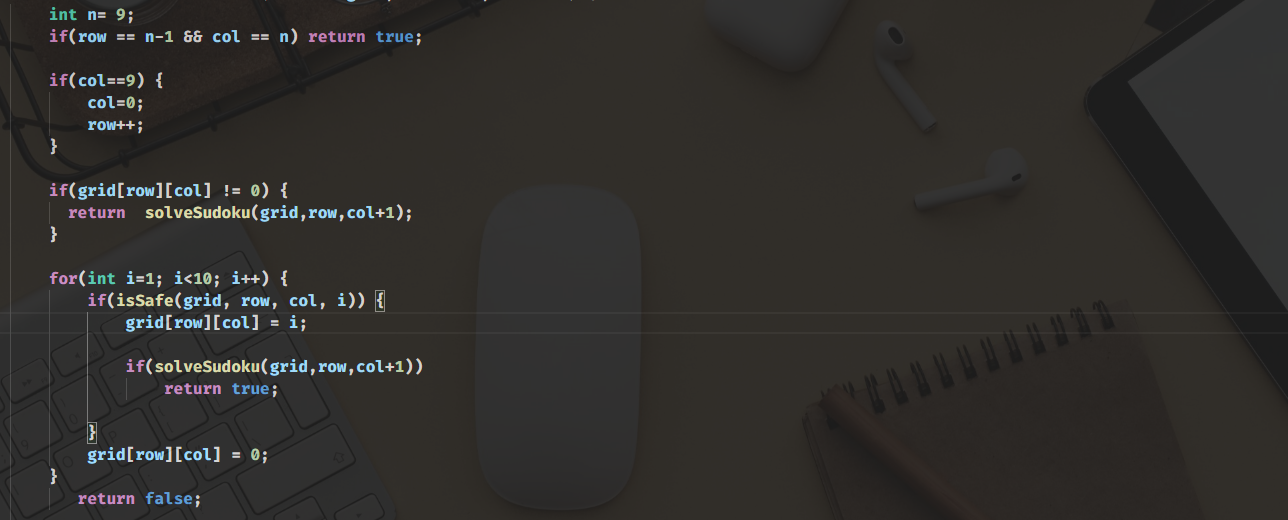 int n= 9;
if(row == n-1 && col == n) return true;
if(col==9) {
col=0;
row++;
}
if(grid[row][col] != 0) {
return  solveSudoku(grid,row,col+1);
}
for(int i=1; i<10; i++) {
if(isSafe(grid, row, col, i)) {
grid[row][col] = i;
if(solveSudoku(grid,row,col+1))
return true;
}
grid[row][col] = 0;
}
return false;